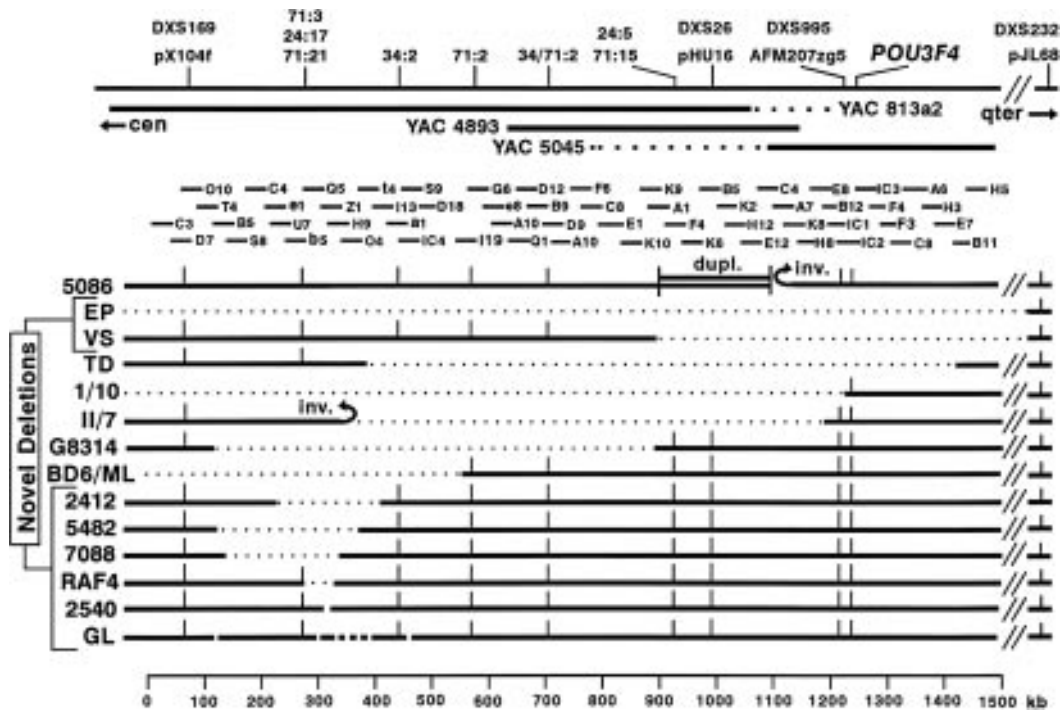 71:3
DXS169 24:17 24:5 DXS26 DXS995 DXS232
pX104f 71:21 34:2 71:2 34/71:2 71:15 pHU16 AFM207zg5 POU3F4 pJL68
YAC 813a2
cen YAC 4893 qter
YAC 5045
O10 C4 Q5 t4 S9 G6 D12 F6 K9 B5 C4 E8 IC3 A6 H5
T4 e1 Z1 I13 O18 e8 B9 C8 A1 K2 A7 B12 F4 H3
C3 B5 U7 H9 B1 A10 D9 E1 F4 H12 K8 IC1 F3 E7
D7 S8 b5 O4 IC4 I19 Q1 A10 K10 K6 E12 H8 IC2 C8 B11
dupl. inv.
5086
EP
VS
TD
1/10
inv.
II/7
G8314
BD6/ML
2412
5482
7088
RAF4
2540
GL
Novel Deletions
0 100 200 300 400 500 600 700 800 900 1000 1100 1200 1300 1400 1500 kb